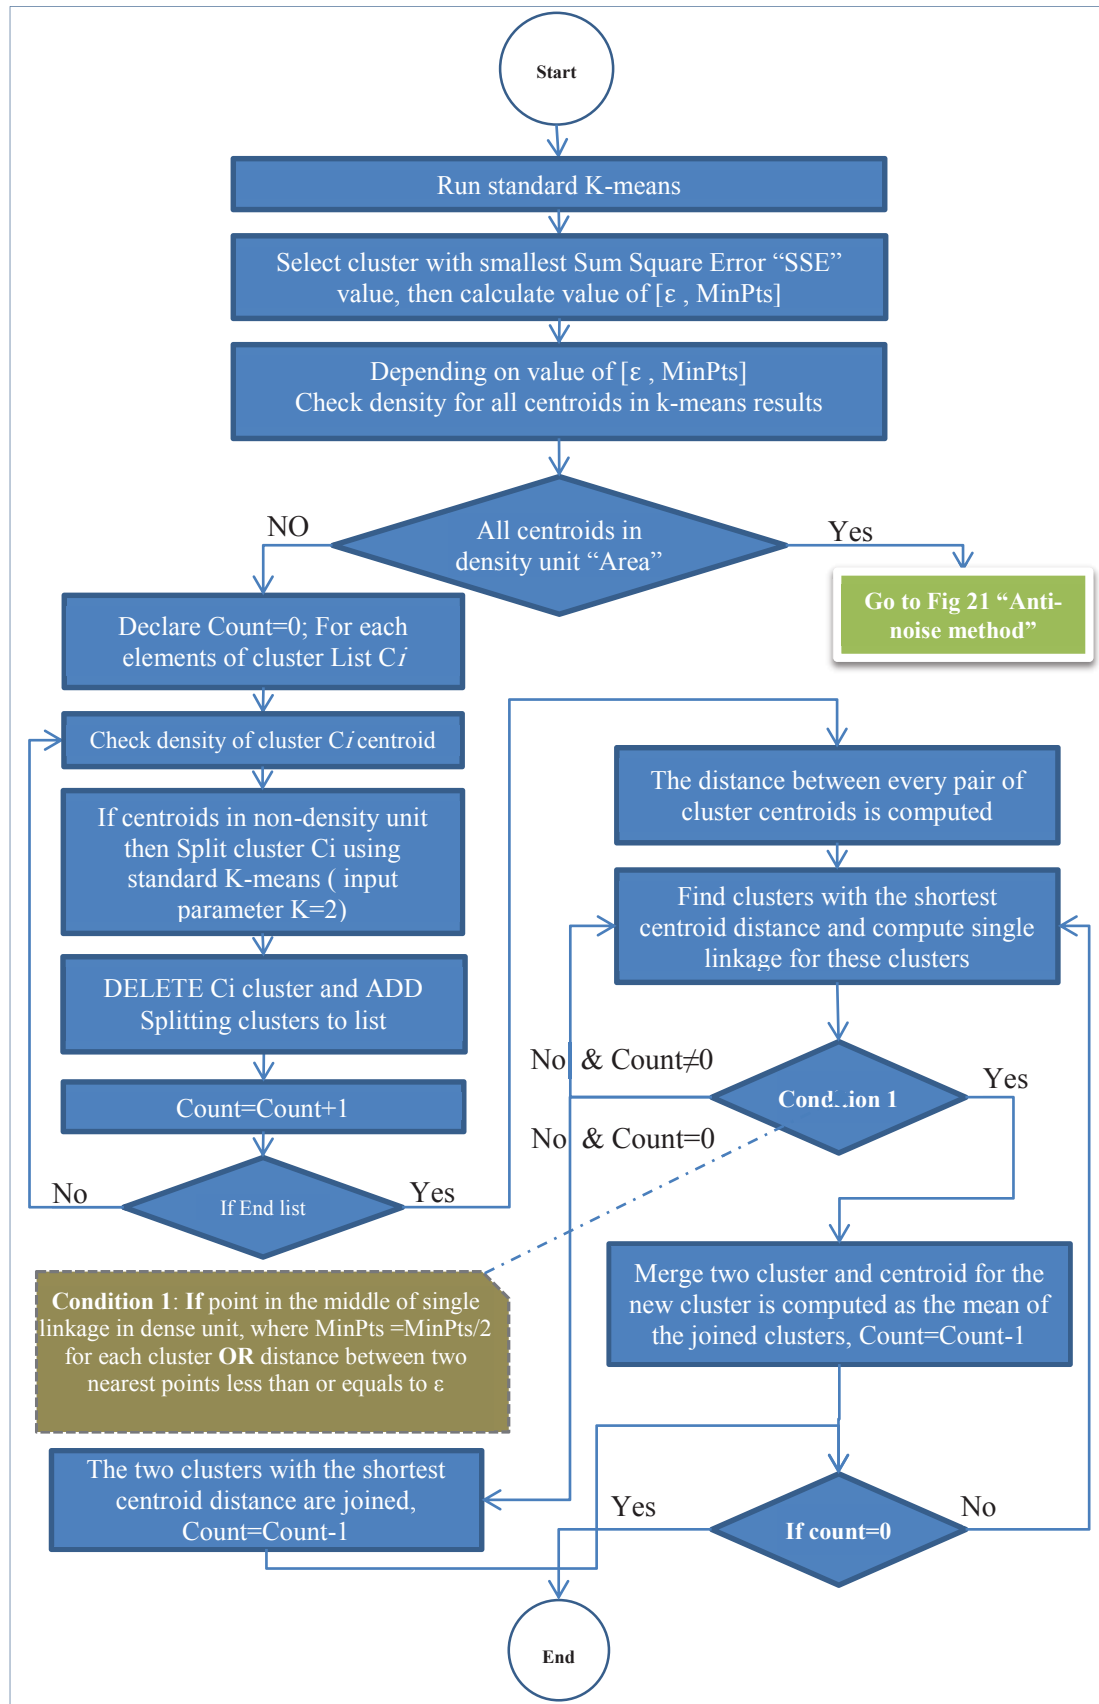 Start
Run standard K-means
Select cluster with smallest Sum Square Error “SSE”
value, then calculate value of [ε , MinPts]
Depending on value of [ε , MinPts]
Check density for all centroids in k-means results
All centroids in
density unit “Area”
NO
Yes
Go to Fig 21 “Anti-
noise method”
Declare Count=0; For each
elements of cluster List Ci
Check density of cluster Ci centroid
If centroids in non-density unit
then Split cluster Ci using
standard K-means ( input
parameter K=2)
DELETE Ci cluster and ADD
Splitting clusters to list
Count=Count+1
If End list
No
Yes
The distance between every pair of
cluster centroids is computed
Find clusters with the shortest
centroid distance and compute single
linkage for these clusters
No & Count≠0
Condition 1
Yes
No & Count=0
Merge two cluster and centroid for the
new cluster is computed as the mean of
the joined clusters, Count=Count-1
Condition 1: If point in the middle of single
linkage in dense unit, where MinPts =MinPts/2
for each cluster OR distance between two
nearest points less than or equals to ε
The two clusters with the shortest
centroid distance are joined,
Count=Count-1
Yes
If count=0
No
End